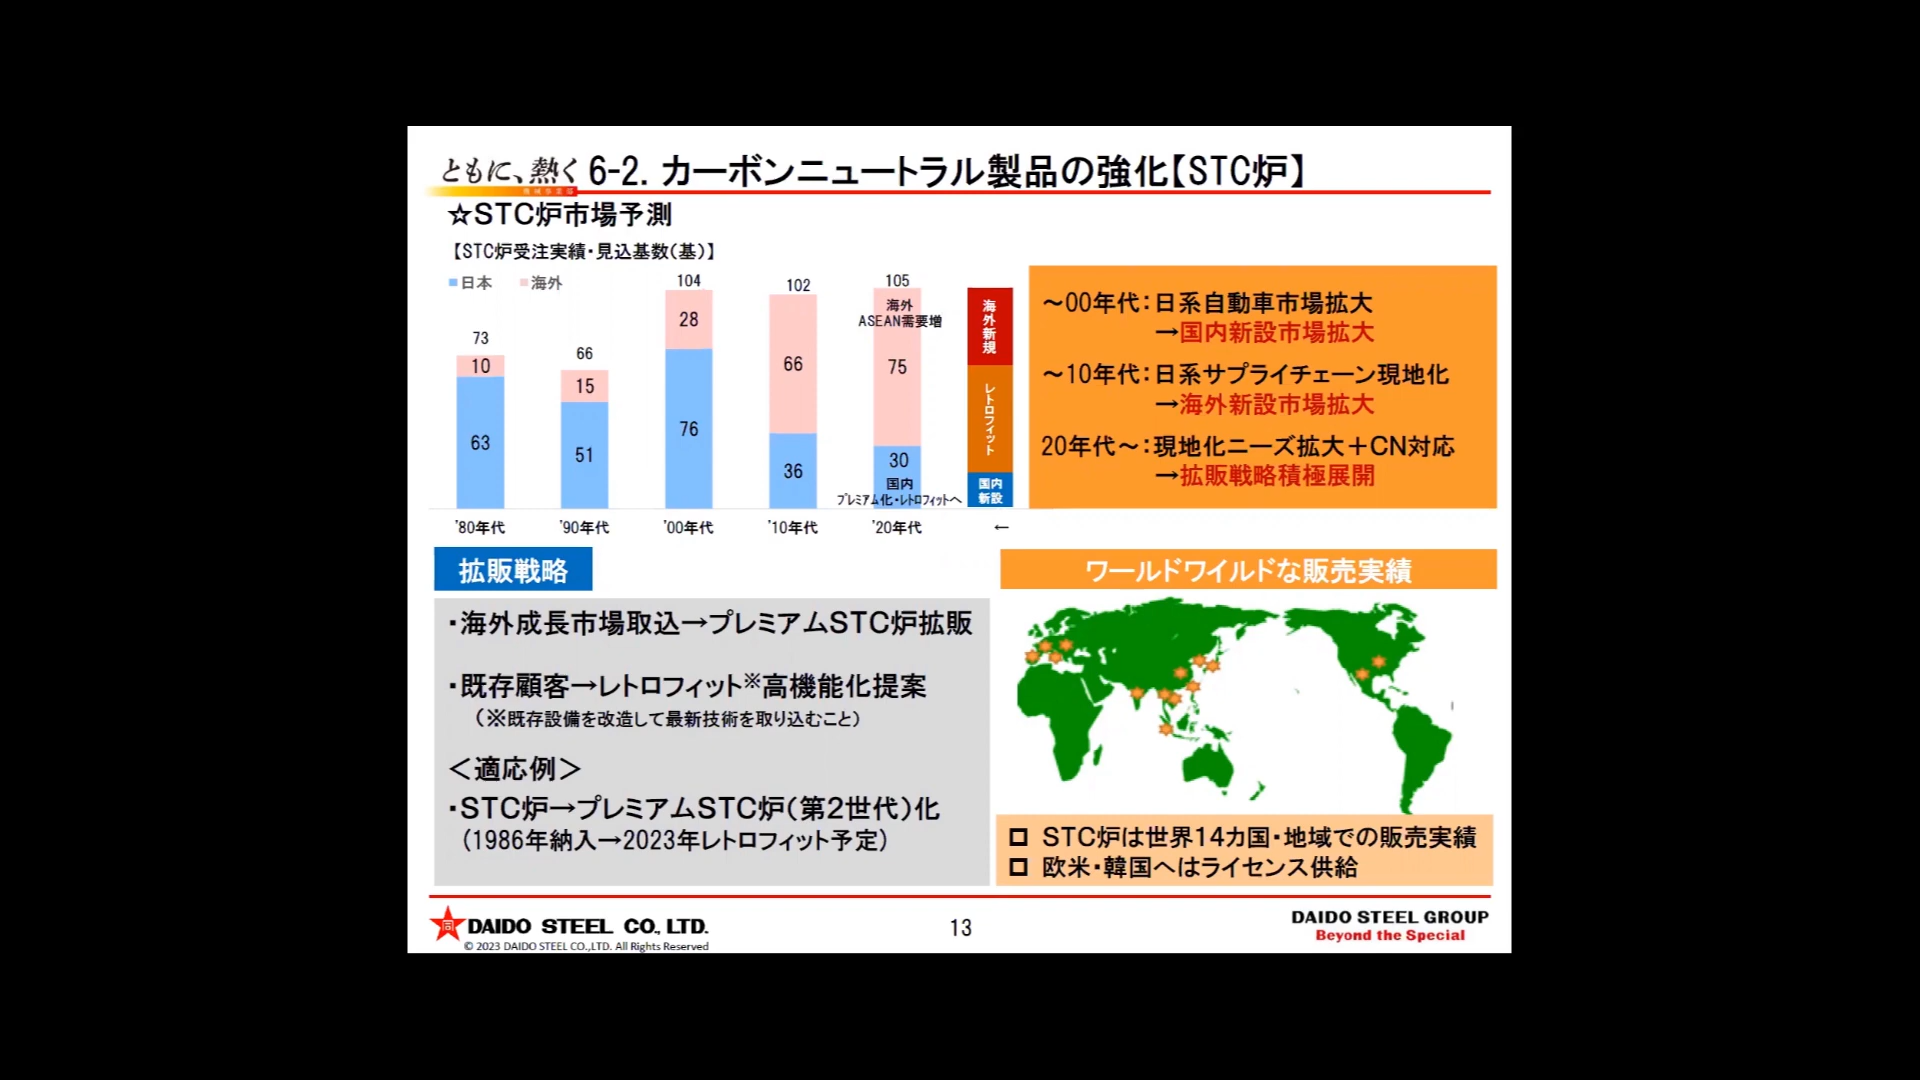 ともに、熱く 6-2. カーボンニュートラル製品の強化【STC炉】
機械事業部
☆STC炉市場予測
【STC炉受注実績・見込基数(基)】
日本 海外
73
10
63
'80年代
66
15
51
'90年代
104
28
76
'00年代
102
66
36
'10年代
105
海外
ASEAN需要増
75
30
国内
プレミアム化・レトロフィットへ
'20年代
海外新規
レトロフィット
国内
新設
←
~00年代:日系自動車市場拡大
→国内新設市場拡大
~10年代:日系サプライチェーン現地化
→海外新設市場拡大
20年代~:現地化ニーズ拡大+CN対応
→拡販戦略積極展開
拡販戦略
・海外成長市場取込→プレミアムSTC炉拡販
・既存顧客→レトロフィット※高機能化提案
(※既存設備を改造して最新技術を取り込むこと)
<適応例>
・STC炉→プレミアムSTC炉(第2世代)化
(1986年納入→2023年レトロフィット予定)
ワールドワイルドな販売実績
STC炉は世界14カ国・地域での販売実績
欧米・韓国へはライセンス供給
同 DAIDO STEEL CO., LTD.
© 2023 DAIDO STEEL CO.,LTD. All Rights Reserved
13
DAIDO STEEL GROUP
Beyond the Special